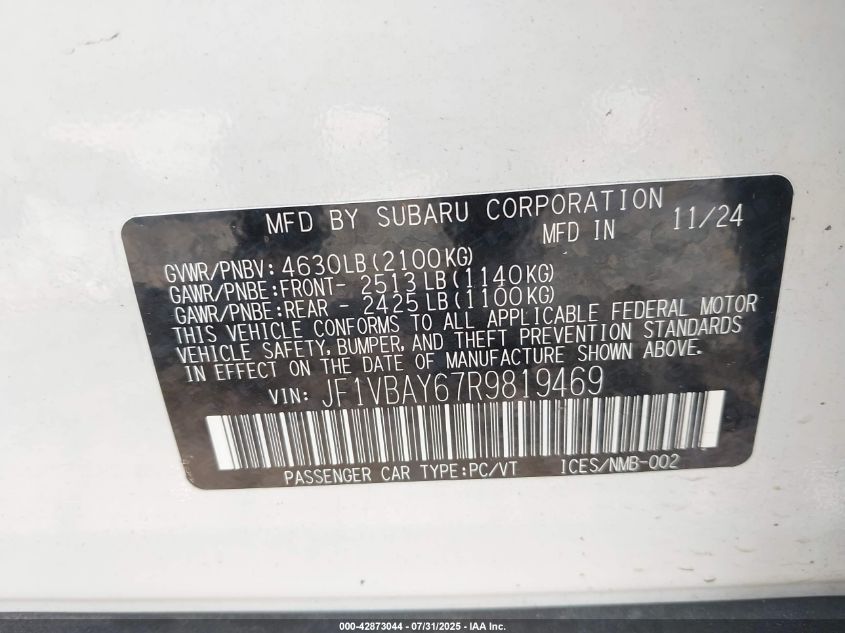 MFD BY SUBARU CORPORATION
MFD IN 11/24
GVWR/PNBV: 4630LB(2100KG)
GAWR/PNBE:FRONT- 2513 LB(1140KG)
GAWR/PNBE:REAR - 2425 LB(1100KG)
THIS VEHICLE CONFORMS TO ALL APPLICABLE FEDERAL MOTOR
VEHICLE SAFETY, BUMPER, AND THEFT PREVENTION STANDARDS
IN EFFECT ON THE DATE OF MANUFACTURE SHOWN ABOVE.
VIN: JF1VBAY67R9819469
PASSENGER CAR TYPE:PC/VT ICES/NMB-002
000-42873044 / 07/31/2025 - IAA Inc.